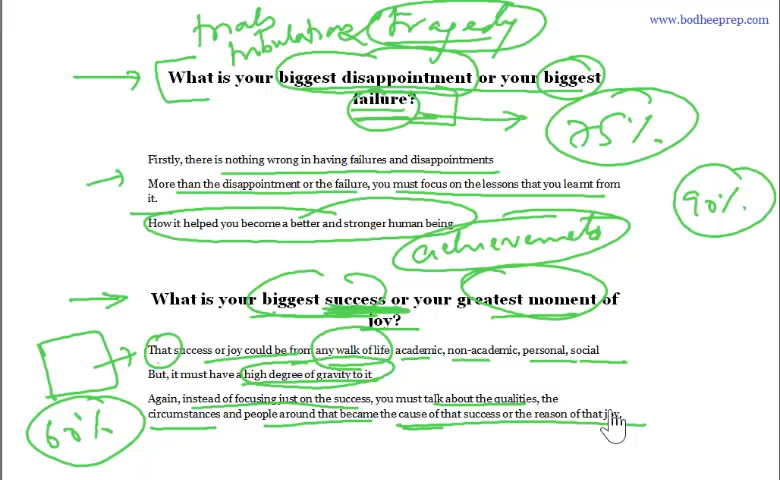 www.bodheeprep.com
trials
tribulations
tragedy
What is your biggest disappointment or your biggest
failure?
75%
Firstly, there is nothing wrong in having failures and disappointments
More than the disappointment or the failure, you must focus on the lessons that you learnt from
it.
90%
How it helped you become a better and stronger human being
achievements
What is your biggest success or your greatest moment of
joy?
That success or joy could be from any walk of life academic, non-academic, personal, social
But, it must have a high degree of gravity to it
Again, instead of focusing just on the success, you must talk about the qualities, the
circumstances and people around that became the cause of that success or the reason of that joy.
60%